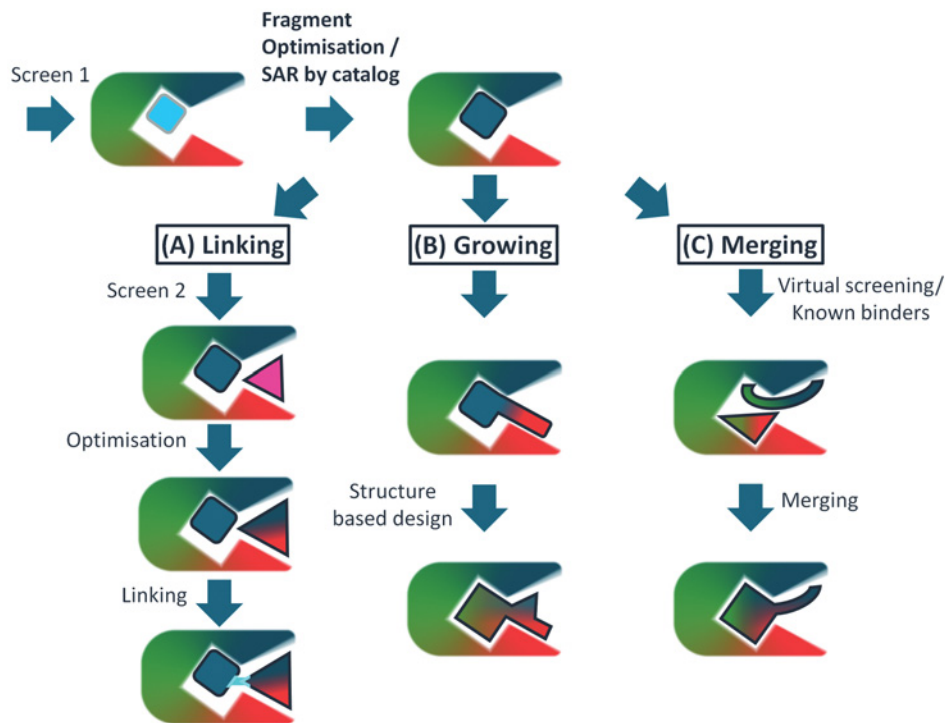 Screen 1
Fragment
Optimisation /
SAR by catalog
(A) Linking
(B) Growing
(C) Merging
Screen 2
Virtual screening/
Known binders
Optimisation
Structure
based design
Merging
Linking